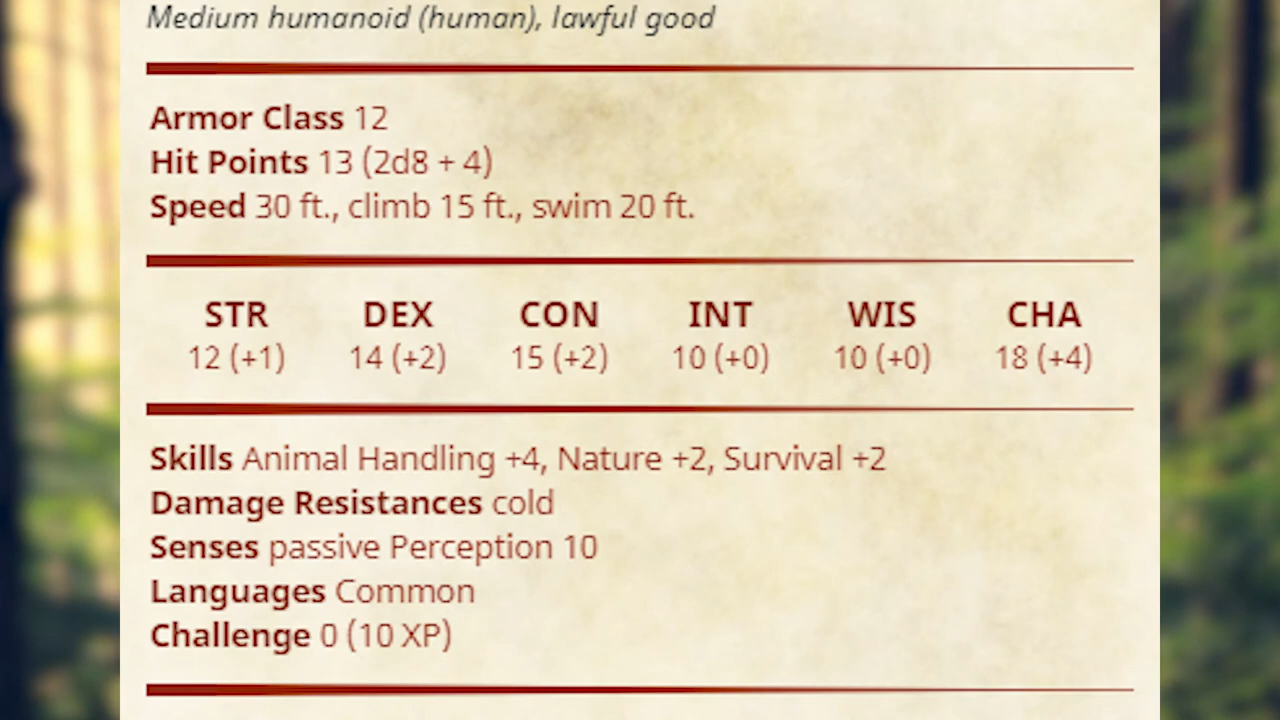 Medium humanoid (human), lawful good
Armor Class 12
Hit Points 13 (2d8 + 4)
Speed 30 ft., climb 15 ft., swim 20 ft.
STR DEX CON INT WIS CHA
12 (+1) 14 (+2) 15 (+2) 10 (+0) 10 (+0) 18 (+4)
Skills Animal Handling +4, Nature +2, Survival +2
Damage Resistances cold
Senses passive Perception 10
Languages Common
Challenge 0 (10 XP)